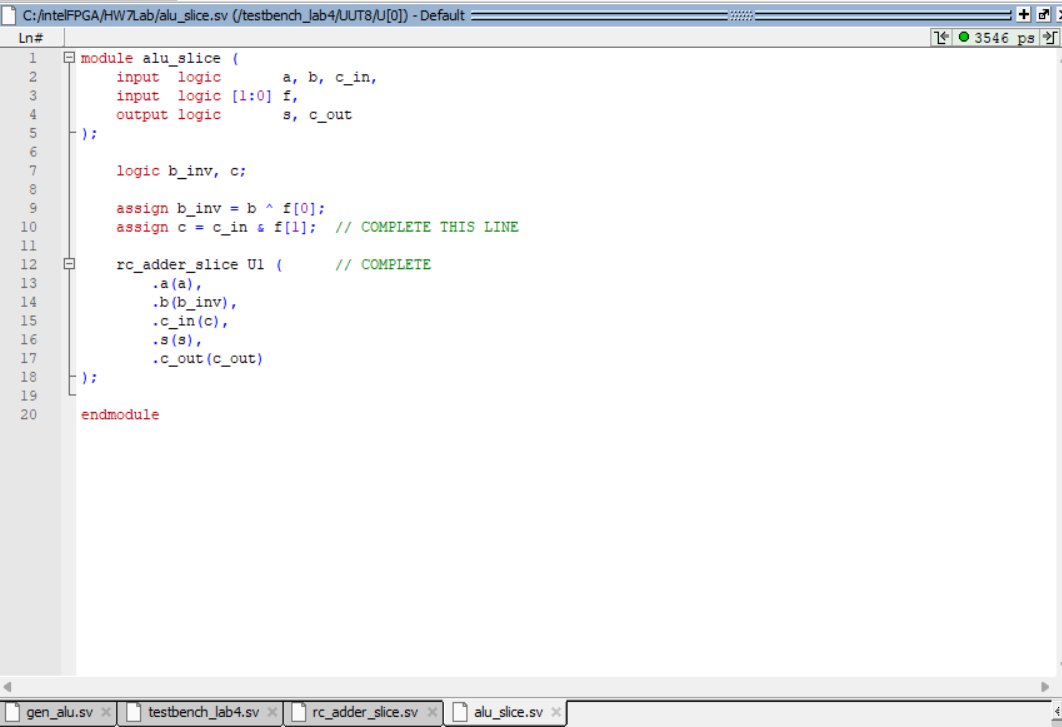 C:/intelFPGA/HW7Lab/alu_slice.sv (/testbench_lab4/UUT8/U[0]) - Default
Ln#
3546 ps
1 module alu_slice (
2     input  logic       a, b, c_in,
3     input  logic [1:0] f,
4     output logic       s, c_out
5 );
6
7     logic b_inv, c;
8
9     assign b_inv = b ^ f[0];
10     assign c = c_in & f[1];  // COMPLETE THIS LINE
11
12     rc_adder_slice U1 (      // COMPLETE
13         .a(a),
14         .b(b_inv),
15         .c_in(c),
16         .s(s),
17         .c_out(c_out)
18 );
19
20 endmodule
gen_alu.sv testbench_lab4.sv rc_adder_slice.sv alu_slice.sv